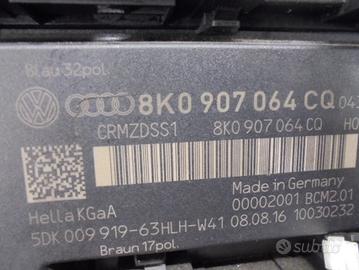 Blau 32pol.
8K0 907 064 CQ 04
CRMZDSS1 8K0 907 064 CQ
Made in Germany
00002001 BCM2.01
Hella KGaA
5DK 009 919-63HLH-W41 08.08.16 10030232
Braun 17pol.
subito